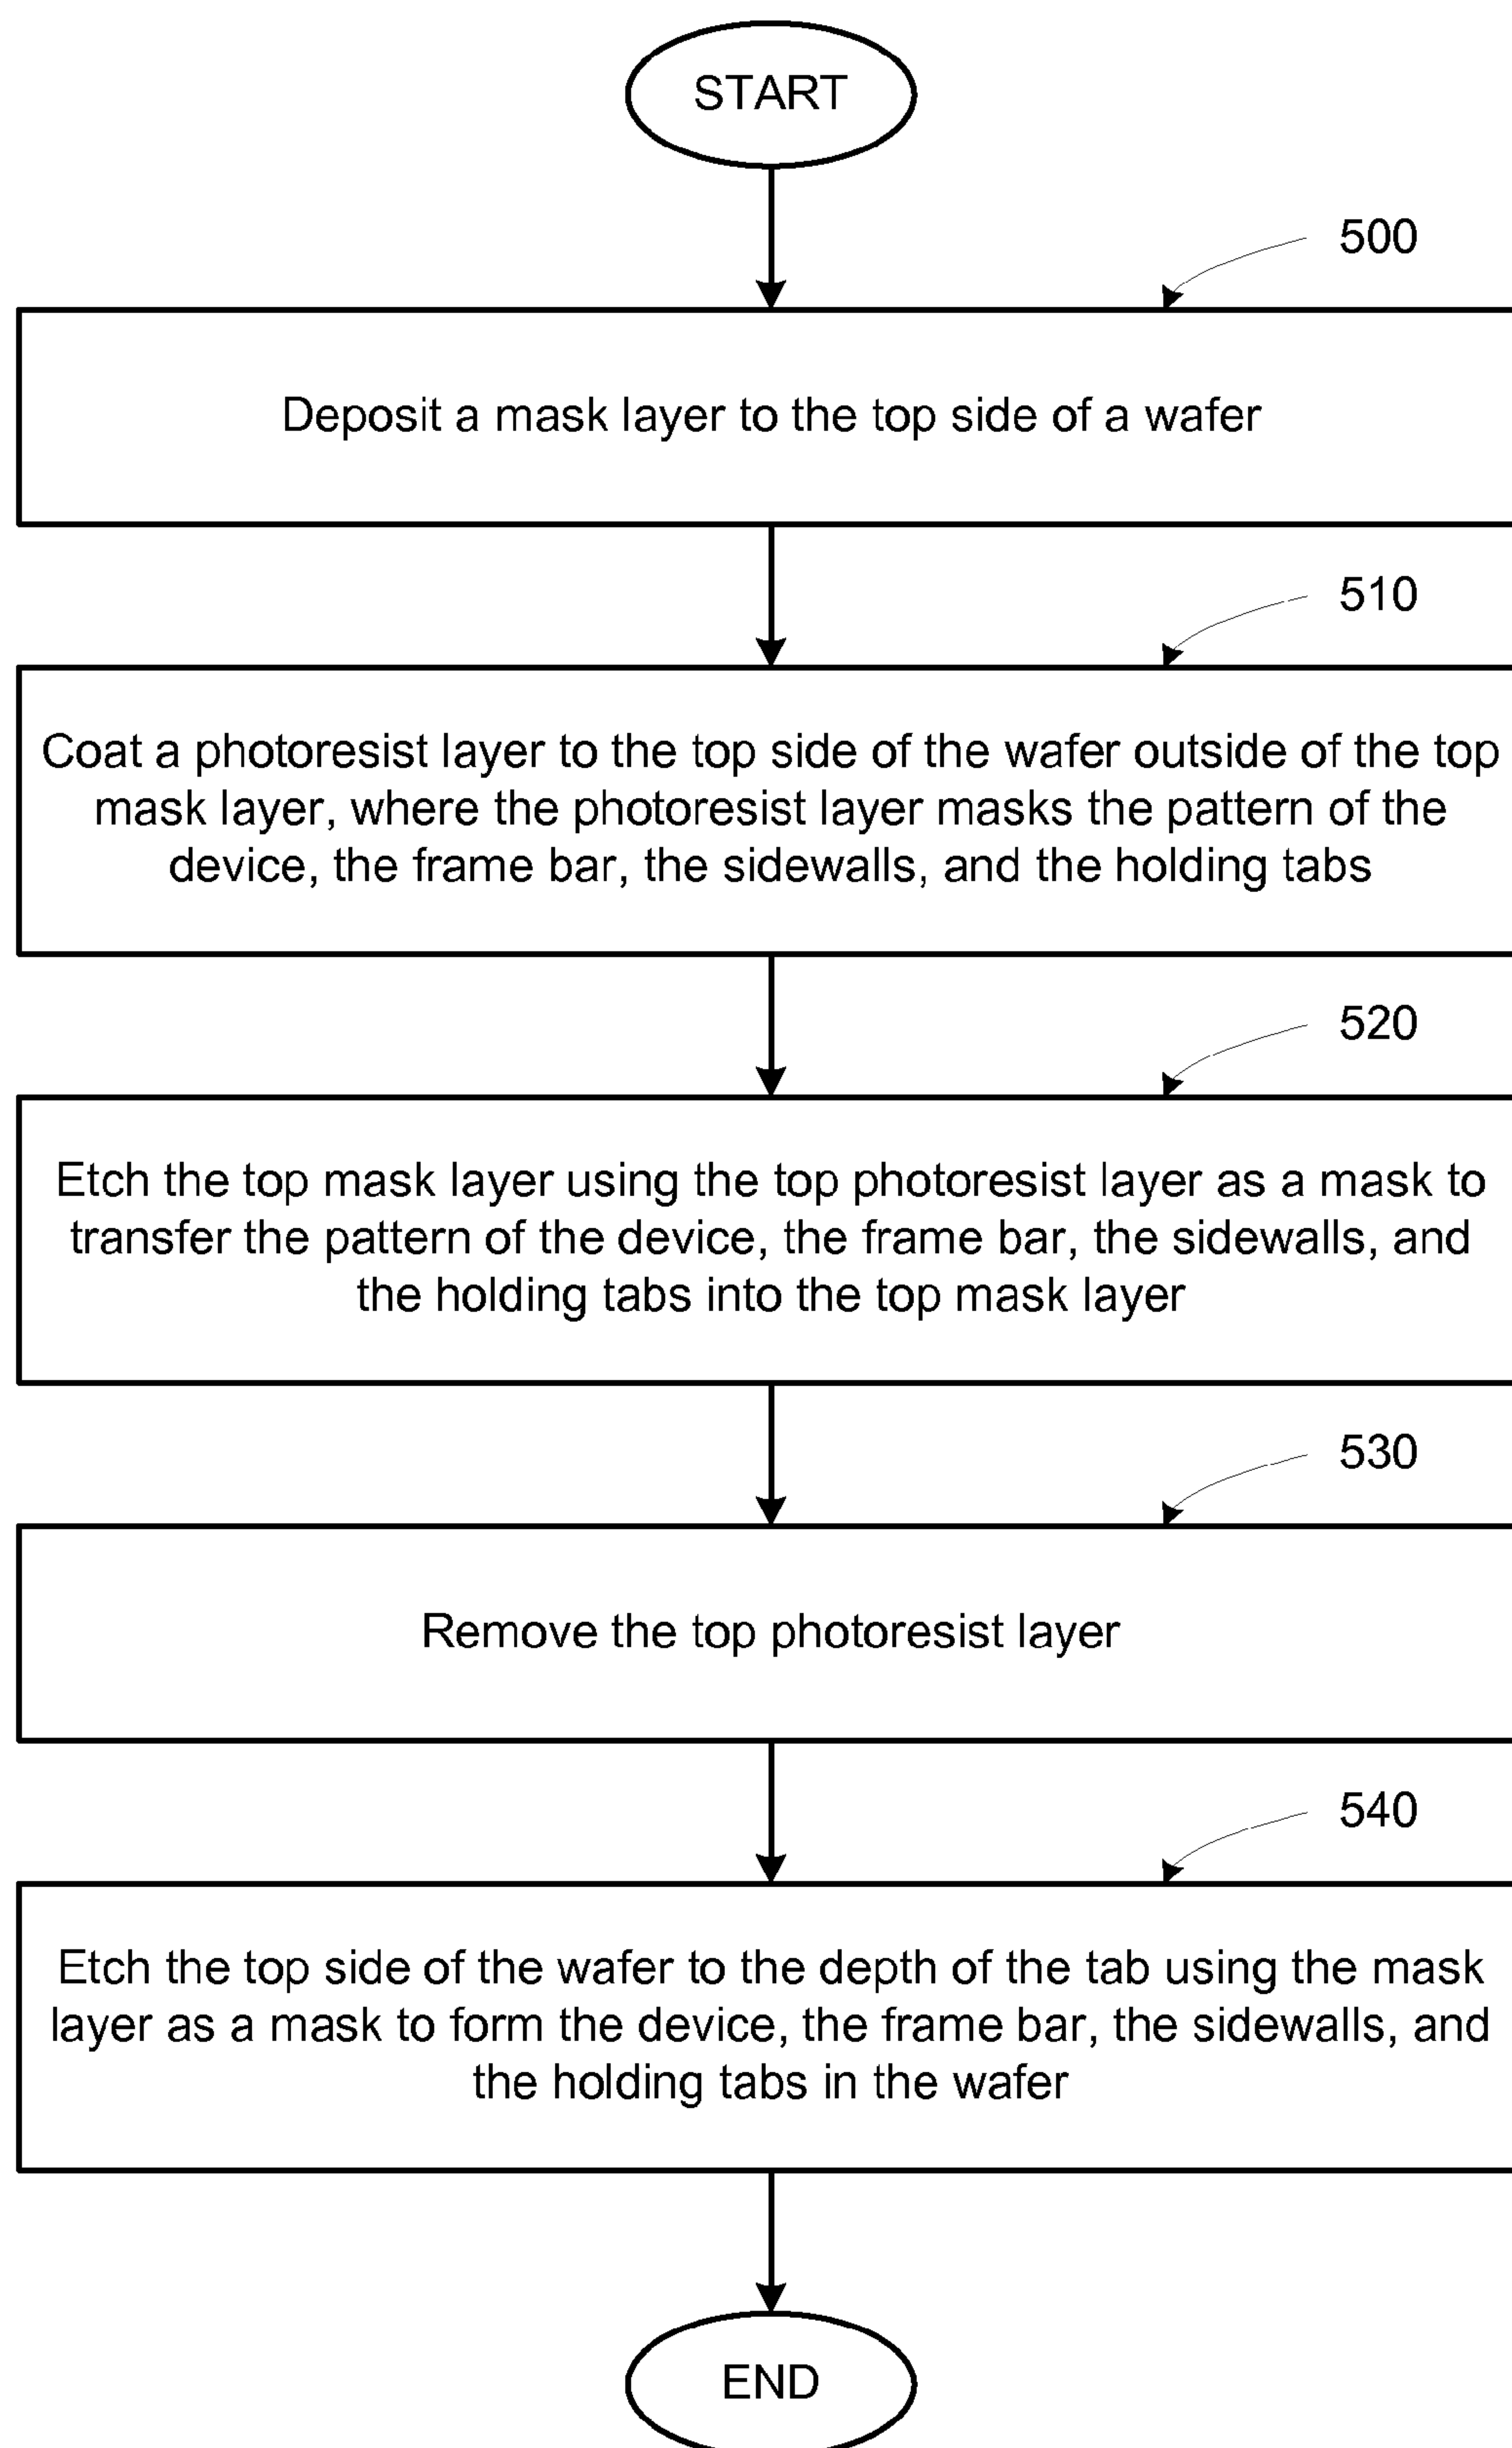 START
500
Deposit a mask layer to the top side of a wafer
510
Coat a photoresist layer to the top side of the wafer outside of the top
mask layer, where the photoresist layer masks the pattern of the
device, the frame bar, the sidewalls, and the holding tabs
520
Etch the top mask layer using the top photoresist layer as a mask to
transfer the pattern of the device, the frame bar, the sidewalls, and
the holding tabs into the top mask layer
530
Remove the top photoresist layer
540
Etch the top side of the wafer to the depth of the tab using the mask
layer as a mask to form the device, the frame bar, the sidewalls, and
the holding tabs in the wafer
END